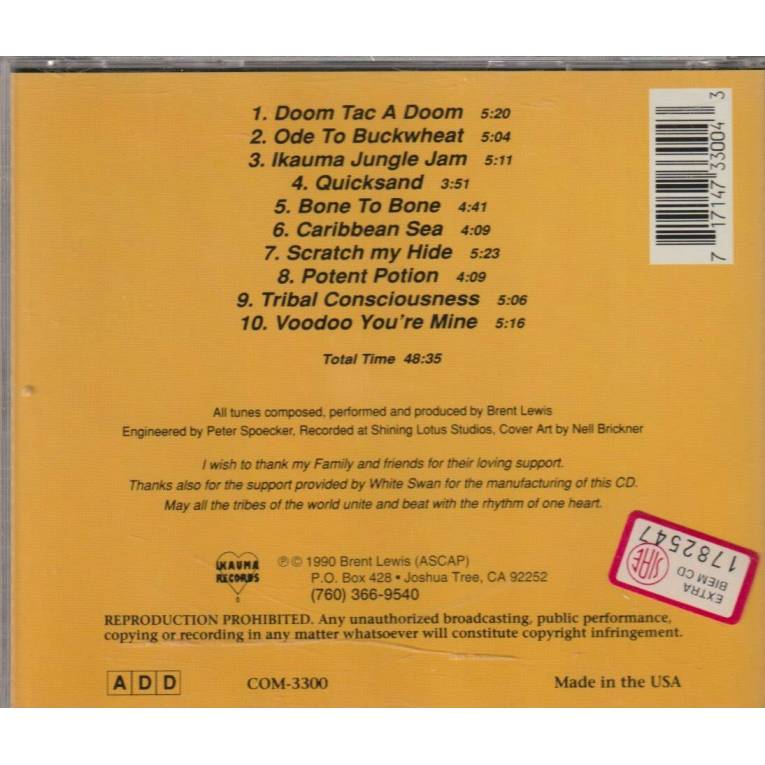 1. Doom Tac A Doom 5:20
2. Ode To Buckwheat 5:04
3. Ikauma Jungle Jam 5:11
4. Quicksand 3:51
5. Bone To Bone 4:41
6. Caribbean Sea 4:09
7. Scratch my Hide 5:23
8. Potent Potion 4:09
9. Tribal Consciousness 5:06
10. Voodoo You're Mine 5:16
Total Time 48:35
7 17147 33004 3
All tunes composed, performed and produced by Brent Lewis
Engineered by Peter Spoecker, Recorded at Shining Lotus Studios, Cover Art by Nell Brickner
I wish to thank my Family and friends for their loving support.
Thanks also for the support provided by White Swan for the manufacturing of this CD.
May all the tribes of the world unite and beat with the rhythm of one heart.
IKAUMA
RECORDS
℗ © 1990 Brent Lewis (ASCAP)
P.O. Box 428 • Joshua Tree, CA 92252
(760) 366-9540
EXTRA
BIEM CD
SIAE
1782547
REPRODUCTION PROHIBITED. Any unauthorized broadcasting, public performance,
copying or recording in any matter whatsoever will constitute copyright infringement.
A D D
COM-3300
Made in the USA